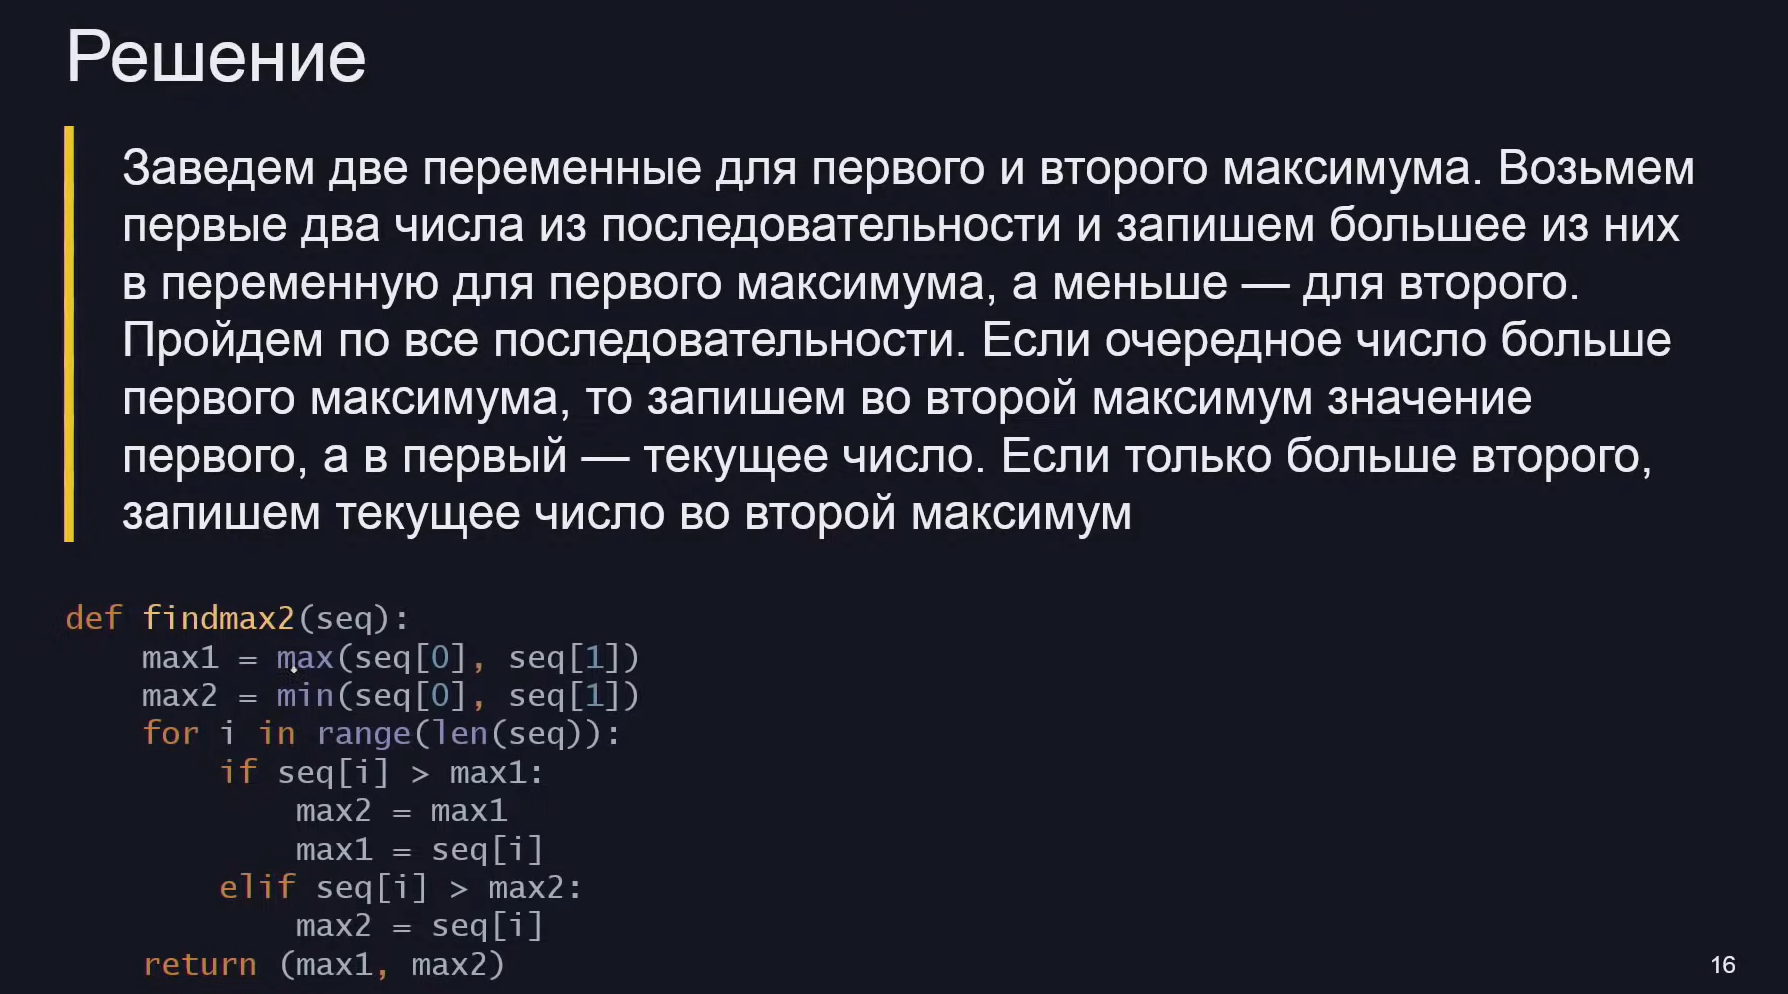 Решение
Заведем две переменные для первого и второго максимума. Возьмем
первые два числа из последовательности и запишем большее из них
в переменную для первого максимума, а меньше — для второго.
Пройдем по все последовательности. Если очередное число больше
первого максимума, то запишем во второй максимум значение
первого, а в первый — текущее число. Если только больше второго,
запишем текущее число во второй максимум
def findmax2(seq):
    max1 = max(seq[0], seq[1])
    max2 = min(seq[0], seq[1])
    for i in range(len(seq)):
        if seq[i] > max1:
            max2 = max1
            max1 = seq[i]
        elif seq[i] > max2:
            max2 = seq[i]
    return (max1, max2)
16